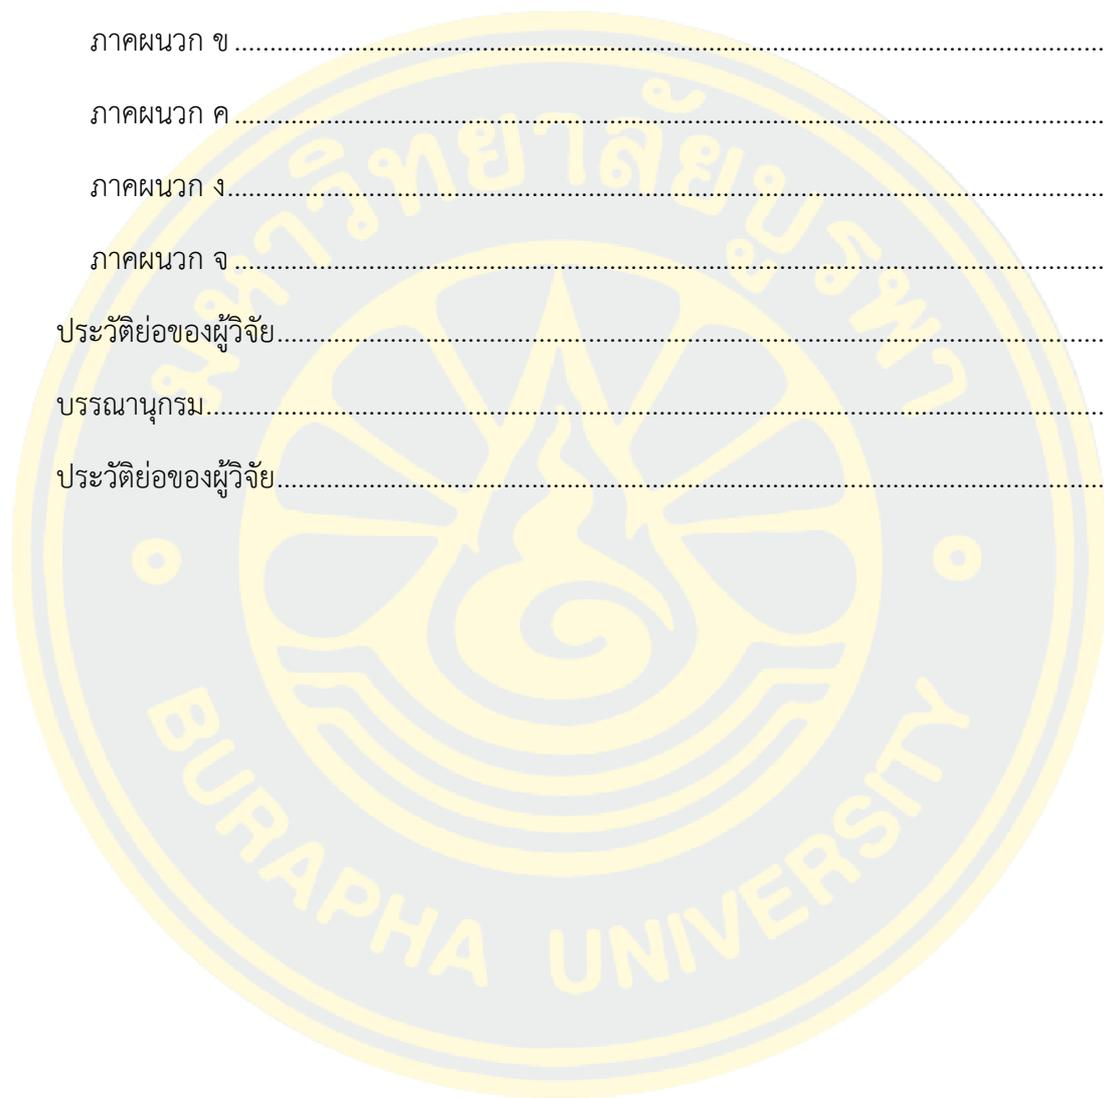 ภาคผนวก ข
ภาคผนวก ค
ภาคผนวก ง
ภาคผนวก จ
ประวัติย่อของผู้วิจัย
บรรณานุกรม
ประวัติย่อของผู้วิจัย
มหาวิทยาลัยบูรพา
BURAPHA UNIVERSITY